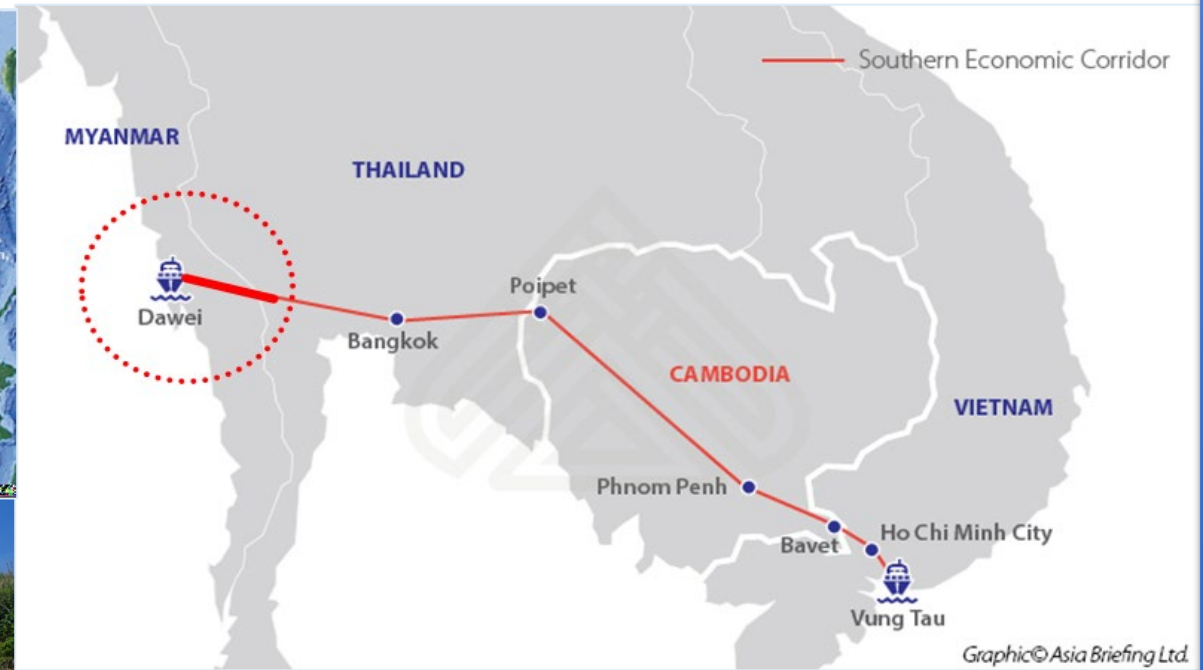 Southern Economic Corridor
MYANMAR
THAILAND
Poipet
Dawei
Bangkok
CAMBODIA
VIETNAM
Phnom Penh
Bavet
Ho Chi Minh City
Vung Tau
Graphic© Asia Briefing Ltd.